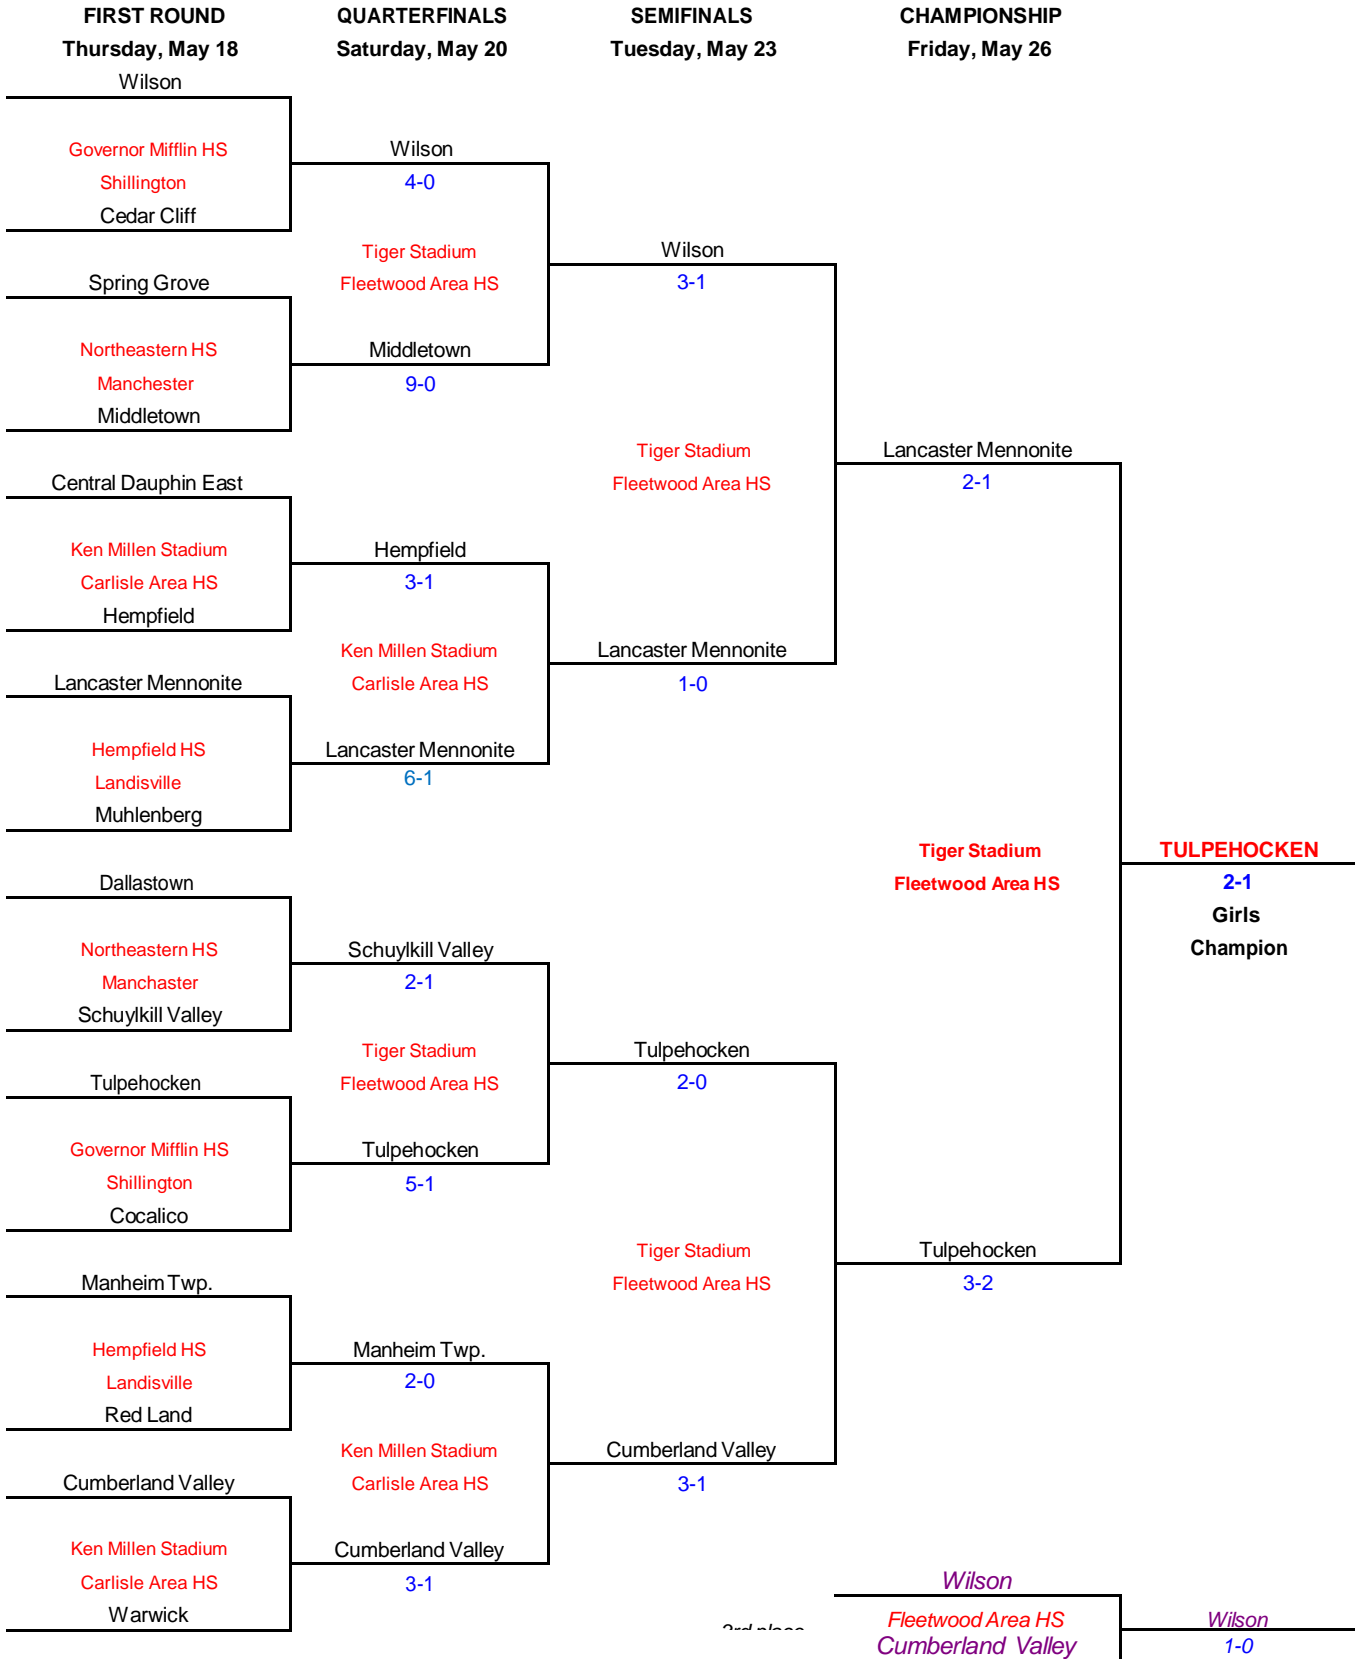 FIRST ROUND
Thursday, May 18
QUARTERFINALS
Saturday, May 20
SEMIFINALS
Tuesday, May 23
CHAMPIONSHIP
Friday, May 26
Wilson
Governor Mifflin HS
Shillington
Cedar Cliff
Spring Grove
Northeastern HS
Manchester
Middletown
Central Dauphin East
Ken Millen Stadium
Carlisle Area HS
Hempfield
Lancaster Mennonite
Hempfield HS
Landisville
Muhlenberg
Dallastown
Northeastern HS
Manchaster
Schuylkill Valley
Tulpehocken
Governor Mifflin HS
Shillington
Cocalico
Manheim Twp.
Hempfield HS
Landisville
Red Land
Cumberland Valley
Ken Millen Stadium
Carlisle Area HS
Warwick
Wilson
4-0
Tiger Stadium
Fleetwood Area HS
Middletown
9-0
Hempfield
3-1
Ken Millen Stadium
Carlisle Area HS
Lancaster Mennonite
6-1
Schuylkill Valley
2-1
Tiger Stadium
Fleetwood Area HS
Tulpehocken
5-1
Manheim Twp.
2-0
Ken Millen Stadium
Carlisle Area HS
Cumberland Valley
3-1
Wilson
3-1
Tiger Stadium
Fleetwood Area HS
Lancaster Mennonite
1-0
Tulpehocken
2-0
Tiger Stadium
Fleetwood Area HS
Cumberland Valley
3-1
Lancaster Mennonite
2-1
Tiger Stadium
Fleetwood Area HS
Tulpehocken
3-2
TULPEHOCKEN
2-1
Girls
Champion
3rd place
Wilson
Fleetwood Area HS
Cumberland Valley
Wilson
1-0